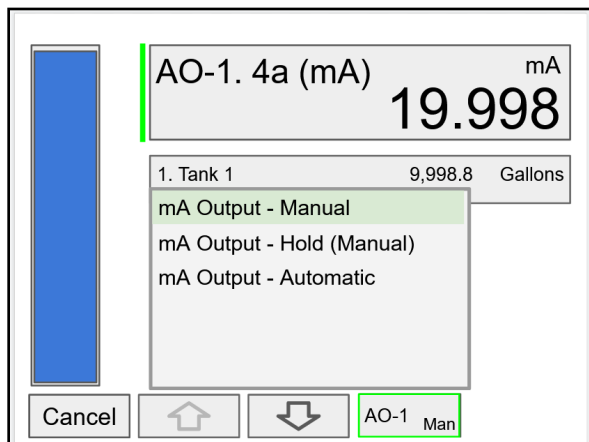 AO-1. 4a (mA) mA
19.998
1. Tank 1 9,998.8 Gallons
mA Output - Manual
mA Output - Hold (Manual)
mA Output - Automatic
Cancel AO-1 Man